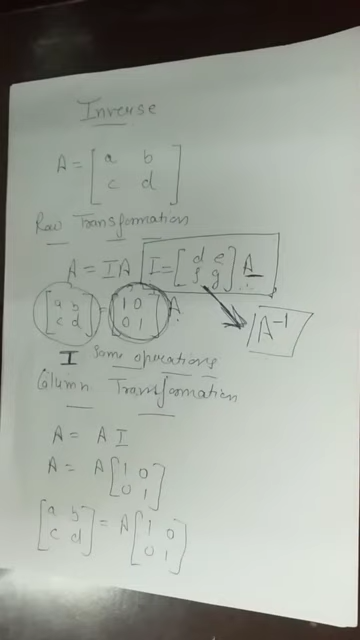 Inverse
A = [a b
c d]
Row Transformation
A = IA I = [d e
f g] A
[a b
c d] = [1 0
0 1] A
A⁻¹
I Same operations
Column Transformation
A = A I
A = A [1 0
0 1]
[a b
c d] = A [1 0
0 1]